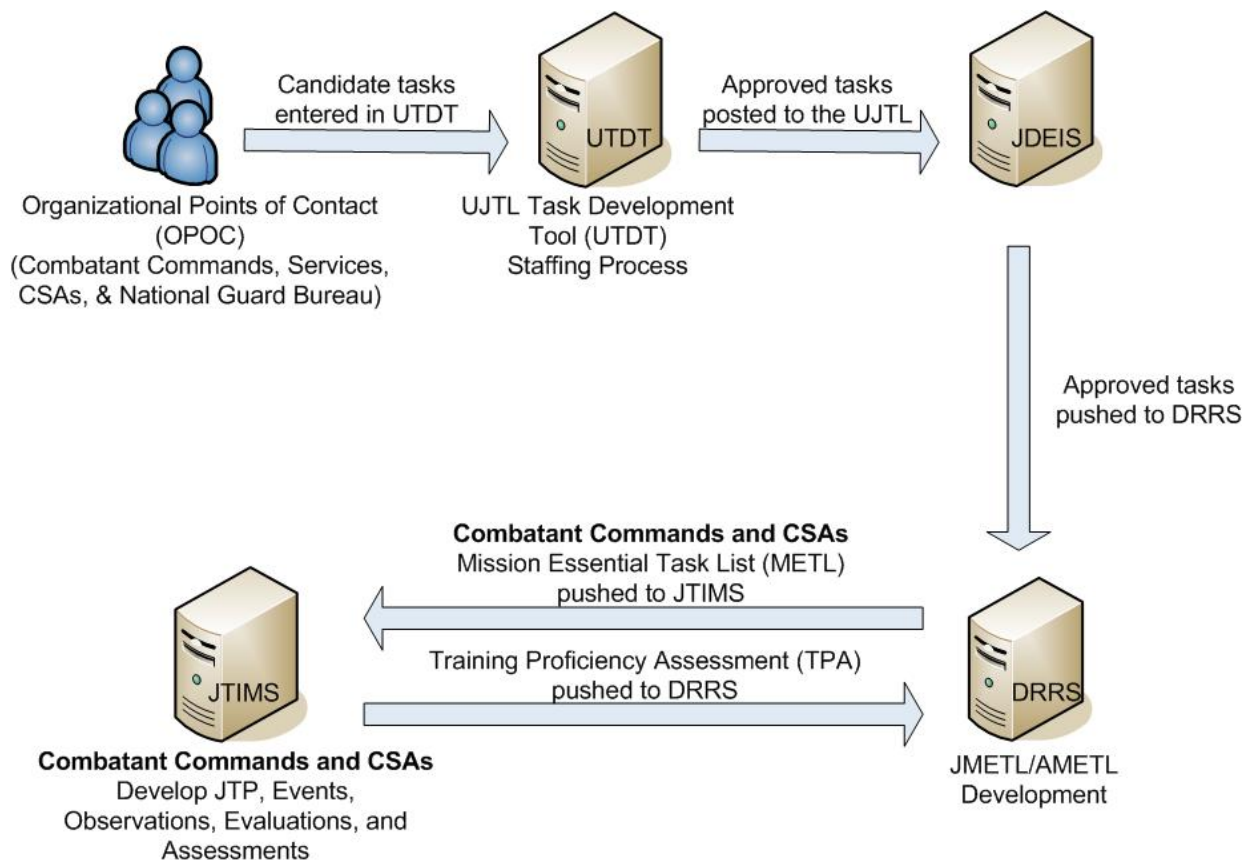 Candidate tasks
entered in UTDT
UTDT
Approved tasks
posted to the UJTL
JDEIS
Organizational Points of Contact
(OPOC)
(Combatant Commands, Services,
CSAs, & National Guard Bureau)
UJTL Task Development
Tool (UTDT)
Staffing Process
Approved tasks
pushed to DRRS
Combatant Commands and CSAs
Mission Essential Task List (METL)
pushed to JTIMS
Training Proficiency Assessment (TPA)
pushed to DRRS
JTIMS
DRRS
Combatant Commands and CSAs
Develop JTP, Events,
Observations, Evaluations, and
Assessments
JMETL/AMETL
Development